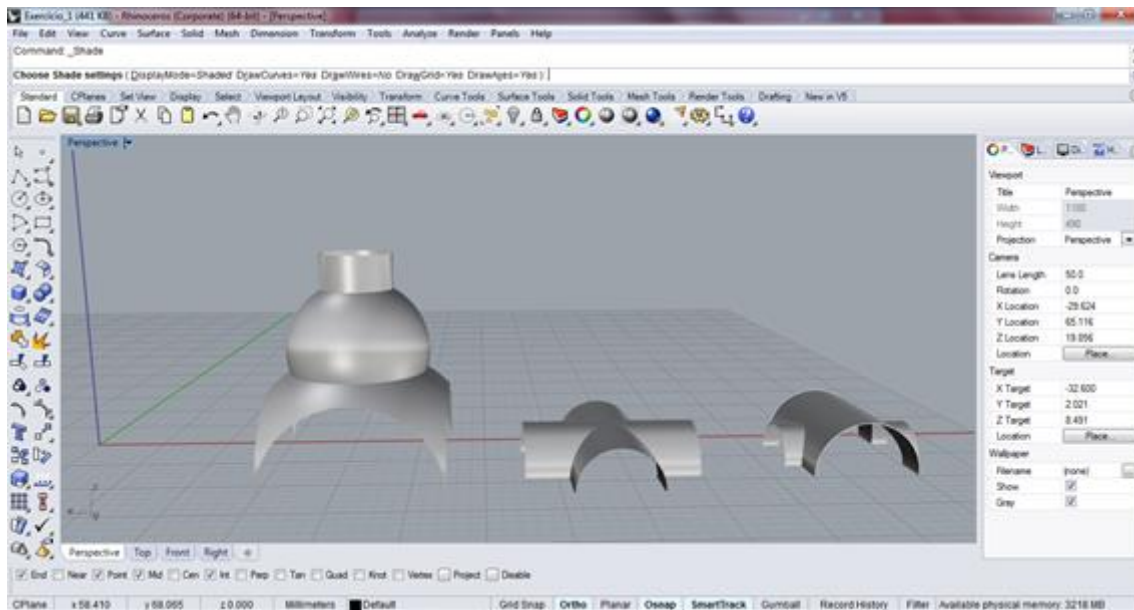 Exercicio_1 (441 KB) - Rhinoceros (Corporate) (64-bit) - [Perspective]
File Edit View Curve Surface Solid Mesh Dimension Transform Tools Analyze Render Panels Help
Command: _Shade
Choose Shade settings ( DisplayMode=Shaded DrawCurves=Yes DrawWires=No DrawGrid=Yes DrawAxes=Yes ):
Standard CPlanes Set View Display Select Viewport Layout Visibility Transform Curve Tools Surface Tools Solid Tools Mesh Tools Render Tools Drafting New in V5
Perspective
P.. L.. Di.. H..
Viewport
Title Perspective
Width 1100
Height 490
Projection Perspective
Camera
Lens Length 50.0
Rotation 0.0
X Location -29.624
Y Location 65.116
Z Location 19.896
Location Place...
Target
X Target -32.600
Y Target 2.021
Z Target 8.491
Location Place...
Wallpaper
Filename (none)
Show
Gray
Perspective Top Front Right
End Near Point Mid Cen Int Perp Tan Quad Knot Vertex Project Disable
CPlane x 58.410 y 68.065 z 0.000 Millimeters Default Grid Snap Ortho Planar Osnap SmartTrack Gumball Record History Filter Available physical memory: 3218 MB